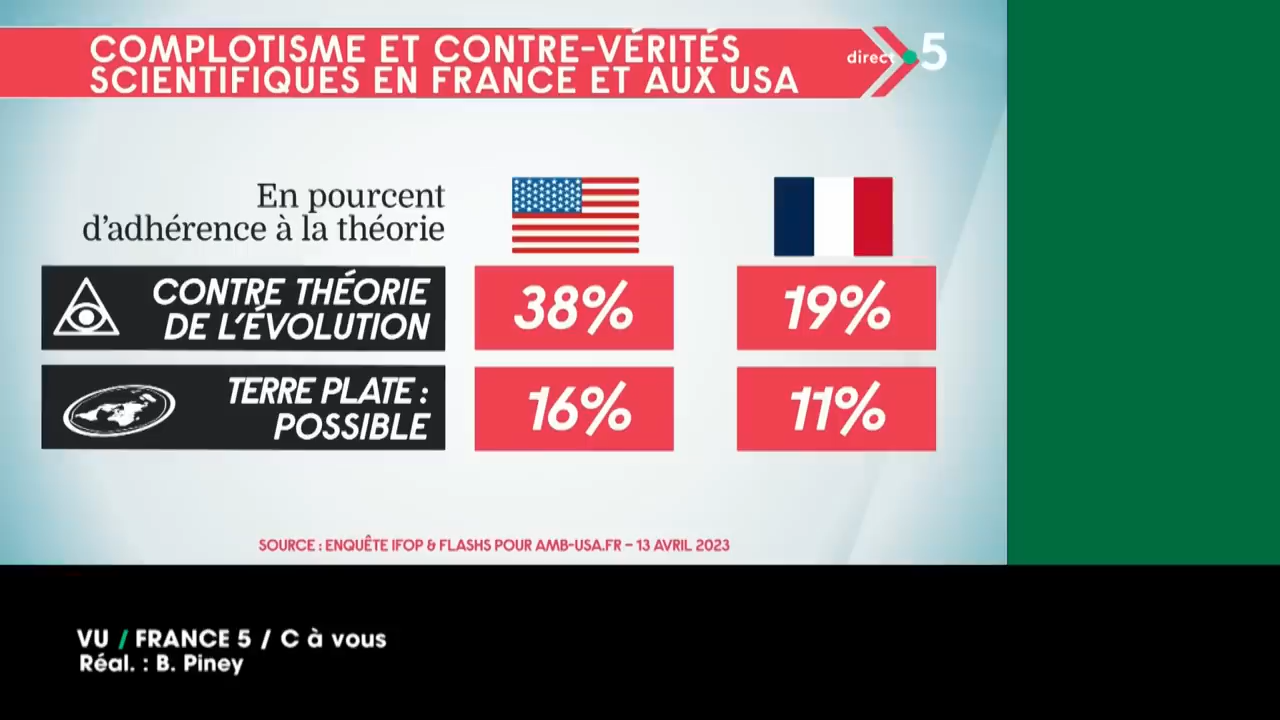 COMPLOTISME ET CONTRE-VÉRITÉS
SCIENTIFIQUES EN FRANCE ET AUX USA
direct 5
En pourcent
d'adhérence à la théorie
CONTRE THÉORIE
DE L'ÉVOLUTION
38%
19%
TERRE PLATE :
POSSIBLE
16%
11%
SOURCE : ENQUÊTE IFOP & FLASHS POUR AMB-USA.FR – 13 AVRIL 2023
VU / FRANCE 5 / C à vous
Réal. : B. Piney